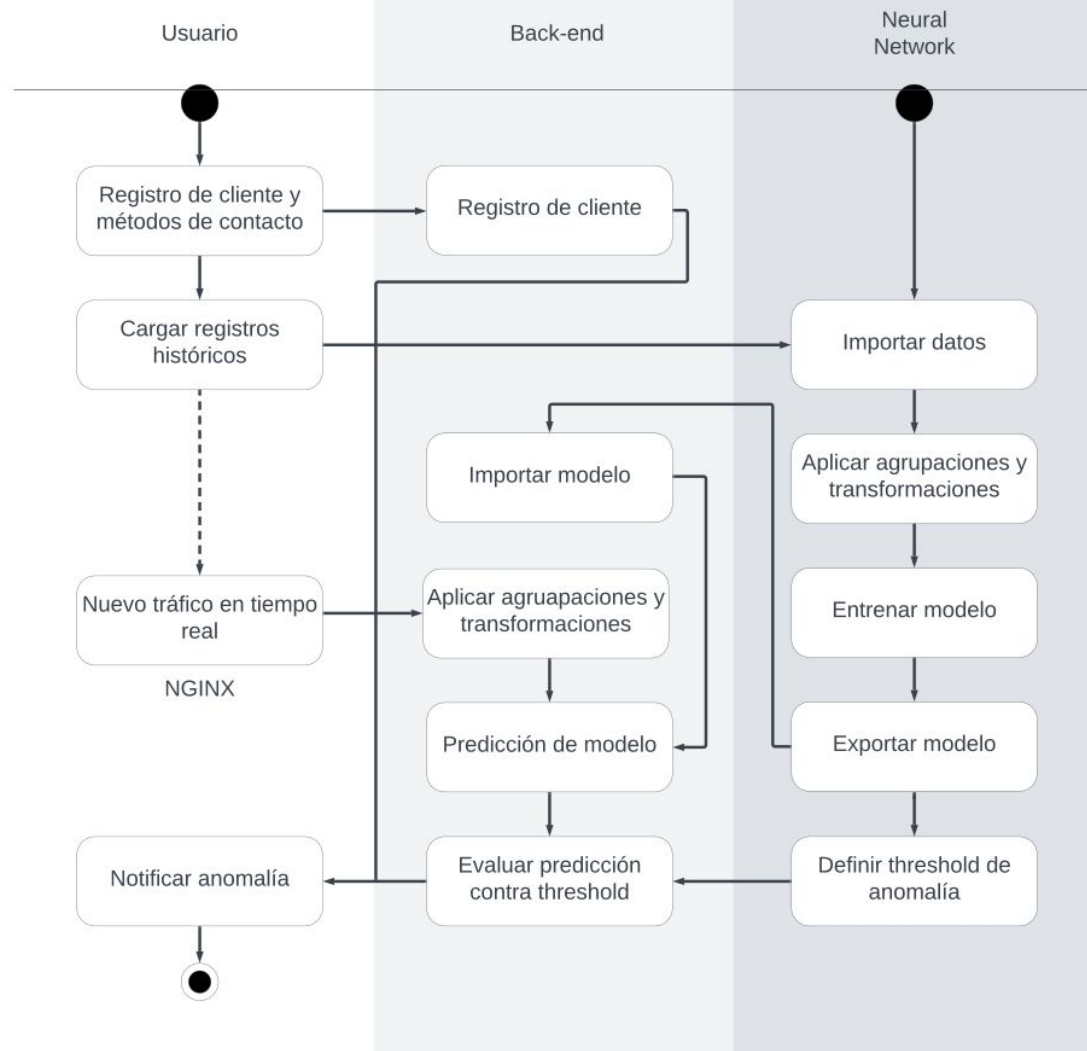 Usuario
Back-end
Neural
Network
Registro de cliente y
métodos de contacto
Registro de cliente
Cargar registros
históricos
Importar datos
Importar modelo
Aplicar agrupaciones y
transformaciones
Nuevo tráfico en tiempo
real
NGINX
Aplicar agruapaciones y
transformaciones
Entrenar modelo
Predicción de modelo
Exportar modelo
Notificar anomalía
Evaluar predicción
contra threshold
Definir threshold de
anomalía